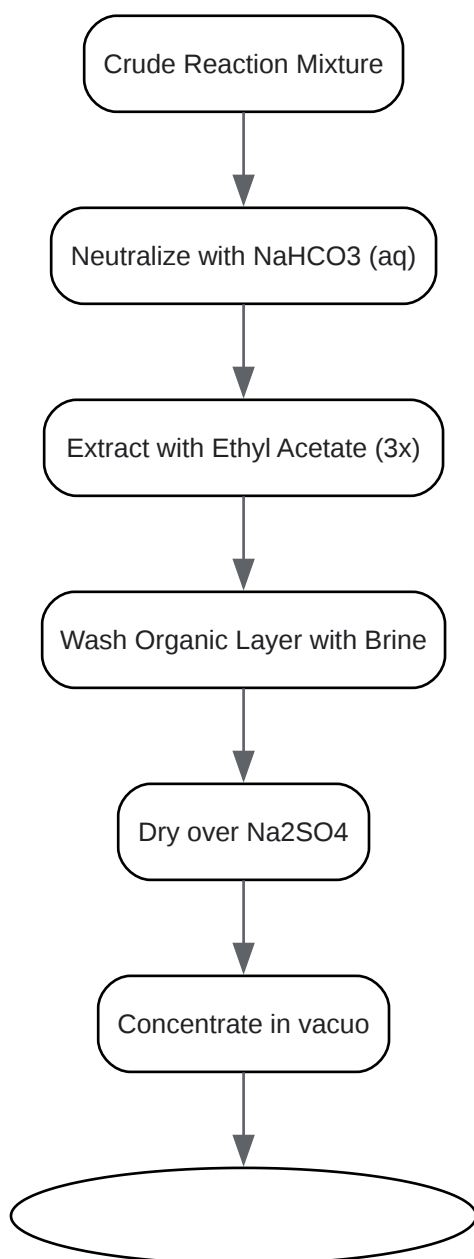 Crude Reaction Mixture
Neutralize with NaHCO3 (aq)
Extract with Ethyl Acetate (3x)
Wash Organic Layer with Brine
Dry over Na2SO4
Concentrate in vacuo